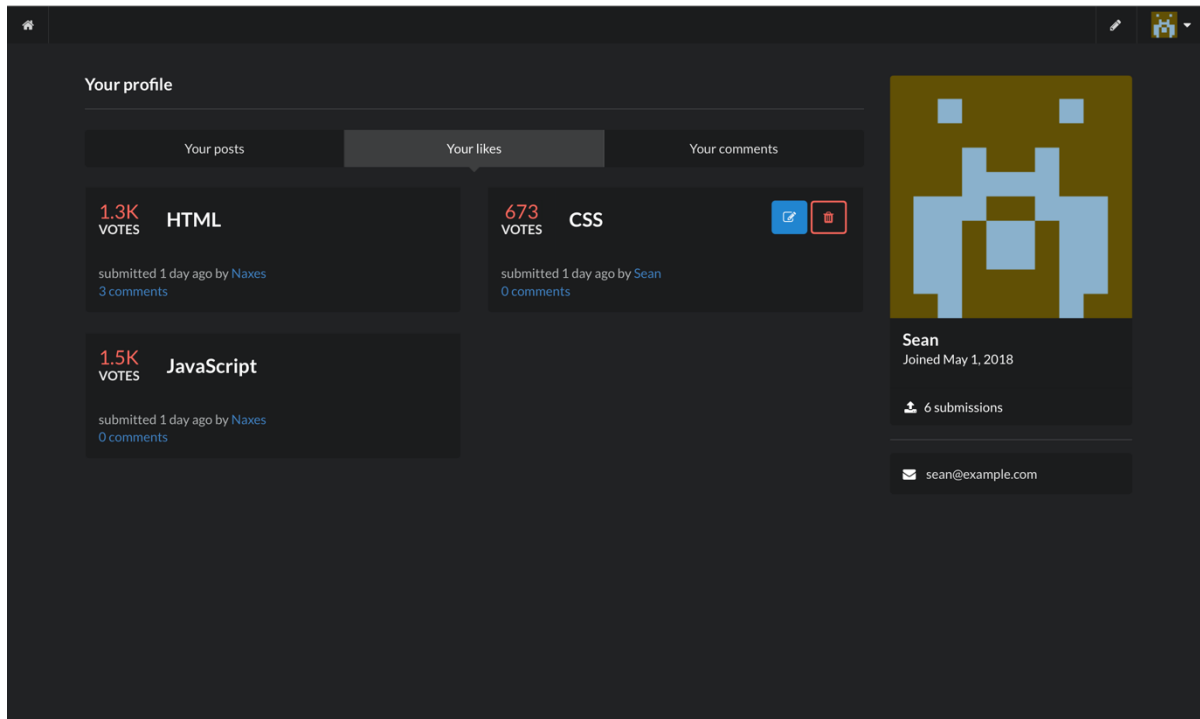 Your profile
Your posts
Your likes
Your comments
1.3K
VOTES
HTML
submitted 1 day ago by Naxes
3 comments
673
VOTES
CSS
submitted 1 day ago by Sean
0 comments
1.5K
VOTES
JavaScript
submitted 1 day ago by Naxes
0 comments
Sean
Joined May 1, 2018
6 submissions
sean@example.com